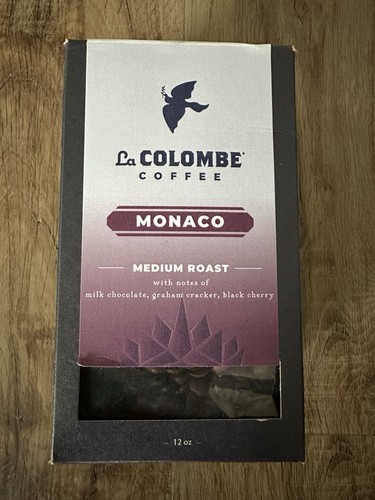 La COLOMBE®
COFFEE
MONACO
MEDIUM ROAST
with notes of
milk chocolate, graham cracker, black cherry
– 12 oz –